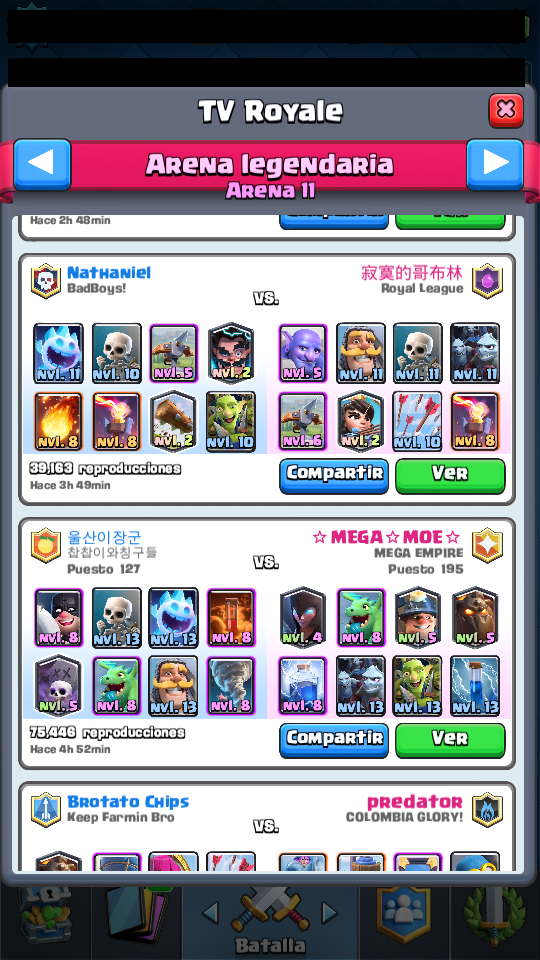 TV Royale
Arena legendaria
Arena 11
Hace 2h 48min
Nathaniel
BadBoys!
vs.
寂寞的哥布林
Royal League
Nvl. 11
Nvl. 10
Nvl. 5
Nvl. 2
Nvl. 5
Nvl. 11
Nvl. 11
Nvl. 11
Nvl. 8
Nvl. 8
Nvl. 2
Nvl. 10
Nvl. 6
Nvl. 2
Nvl. 10
Nvl. 8
39,163 reproducciones
Hace 3h 49min
Compartir
Ver
울산이장군
찹찹이와칭구들
Puesto 127
vs.
☆ MEGA☆MOE☆
MEGA EMPIRE
Puesto 195
Nvl. 8
Nvl. 13
Nvl. 13
Nvl. 8
Nvl. 4
Nvl. 8
Nvl. 5
Nvl. 5
Nvl. 5
Nvl. 8
Nvl. 13
Nvl. 8
Nvl. 8
Nvl. 13
Nvl. 13
Nvl. 13
75,446 reproducciones
Hace 4h 52min
Compartir
Ver
Brotato Chips
Keep Farmin Bro
vs.
predator
COLOMBIA GLORY!
Batalla